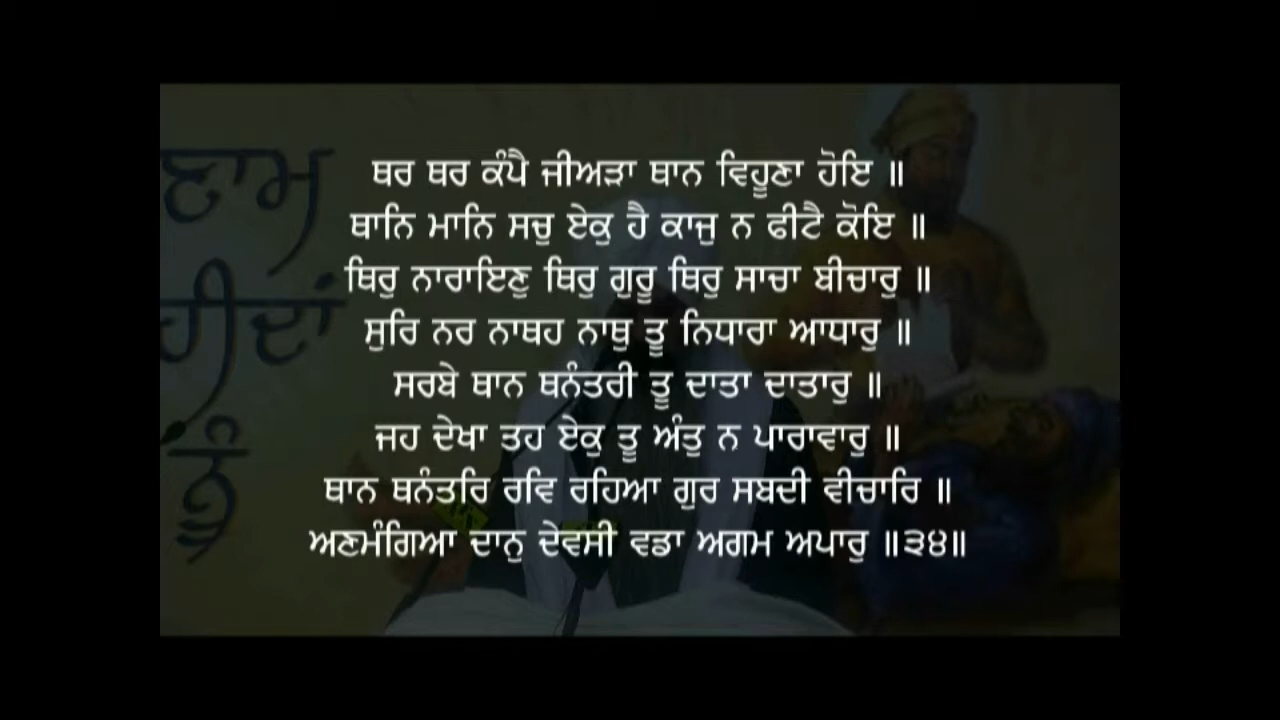 ਥਰ ਥਰ ਕੰਪੈ ਜੀਅੜਾ ਥਾਨ ਵਿਹੂਣਾ ਹੋਇ ॥
ਥਾਨਿ ਮਾਨਿ ਸਚੁ ਏਕੁ ਹੈ ਕਾਜੁ ਨ ਫੀਟੈ ਕੋਇ ॥
ਥਿਰੁ ਨਾਰਾਇਣੁ ਥਿਰੁ ਗੁਰੂ ਥਿਰੁ ਸਾਚਾ ਬੀਚਾਰੁ ॥
ਸੁਰਿ ਨਰ ਨਾਥਹ ਨਾਥੁ ਤੂ ਨਿਧਾਰਾ ਆਧਾਰੁ ॥
ਸਰਬੇ ਥਾਨ ਥਨੰਤਰੀ ਤੂ ਦਾਤਾ ਦਾਤਾਰੁ ॥
ਜਹ ਦੇਖਾ ਤਹ ਏਕੁ ਤੂ ਅੰਤੁ ਨ ਪਾਰਾਵਾਰੁ ॥
ਥਾਨ ਥਨੰਤਰਿ ਰਵਿ ਰਹਿਆ ਗੁਰ ਸਬਦੀ ਵੀਚਾਰਿ ॥
ਅਣਮੰਗਿਆ ਦਾਨੁ ਦੇਵਸੀ ਵਡਾ ਅਗਮ ਅਪਾਰੁ ॥੩੪॥